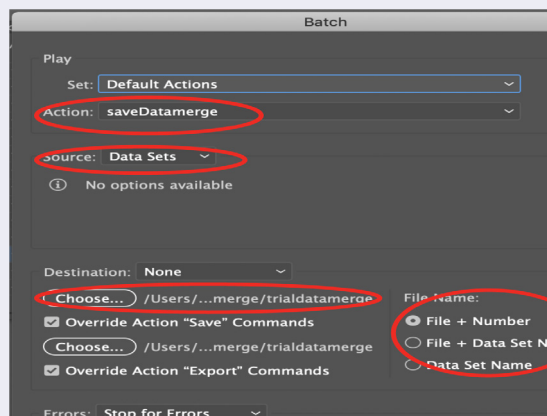 Batch
Play
Set: Default Actions
Action: saveDatamerge
Source: Data Sets
No options available
Destination: None
Choose... /Users/...merge/trialdatamerge
Override Action “Save” Commands
Choose... /Users/...merge/trialdatamerge
Override Action “Export” Commands
File Name:
File + Number
File + Data Set N
Data Set Name
Errors: Stop for Errors